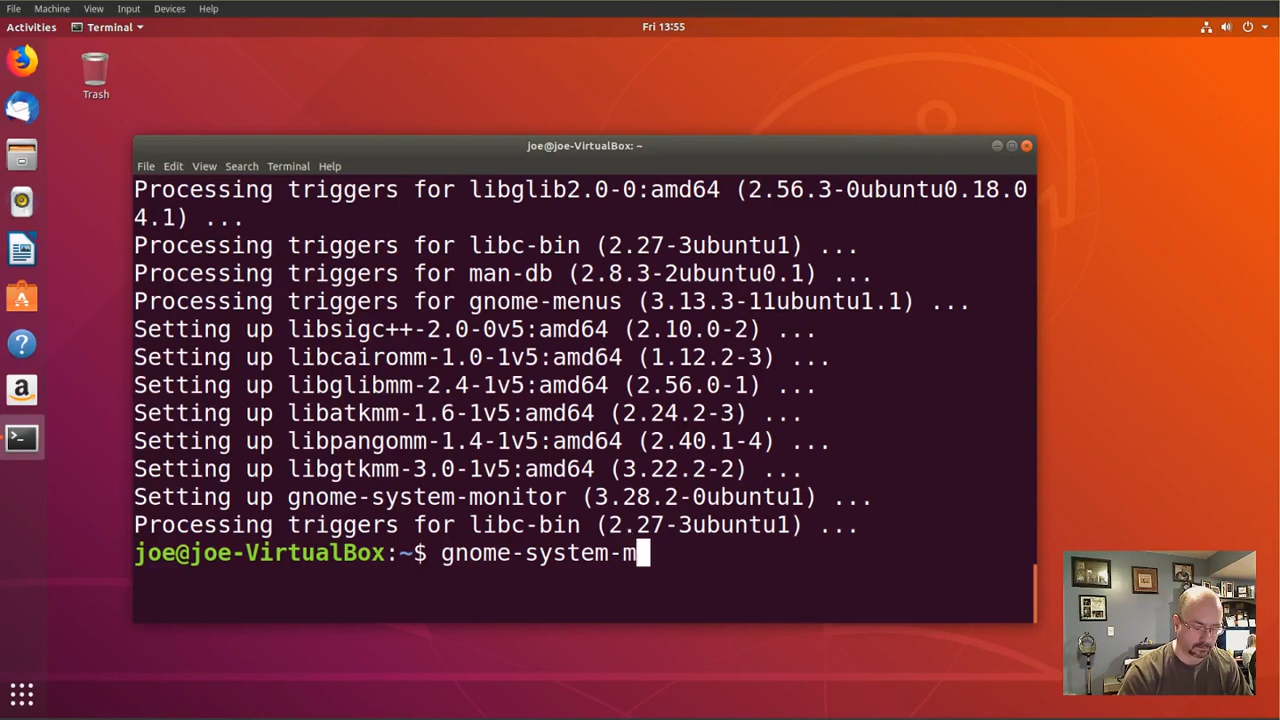 File Machine View Input Devices Help
Activities Terminal Fri 13:55
Trash
joe@joe-VirtualBox: ~
File Edit View Search Terminal Help
Processing triggers for libglib2.0-0:amd64 (2.56.3-0ubuntu0.18.0
4.1) ...
Processing triggers for libc-bin (2.27-3ubuntu1) ...
Processing triggers for man-db (2.8.3-2ubuntu0.1) ...
Processing triggers for gnome-menus (3.13.3-11ubuntu1.1) ...
Setting up libsigc++-2.0-0v5:amd64 (2.10.0-2) ...
Setting up libcairomm-1.0-1v5:amd64 (1.12.2-3) ...
Setting up libglibmm-2.4-1v5:amd64 (2.56.0-1) ...
Setting up libatkmm-1.6-1v5:amd64 (2.24.2-3) ...
Setting up libpangomm-1.4-1v5:amd64 (2.40.1-4) ...
Setting up libgtkmm-3.0-1v5:amd64 (3.22.2-2) ...
Setting up gnome-system-monitor (3.28.2-0ubuntu1) ...
Processing triggers for libc-bin (2.27-3ubuntu1) ...
joe@joe-VirtualBox:~$ gnome-system-m